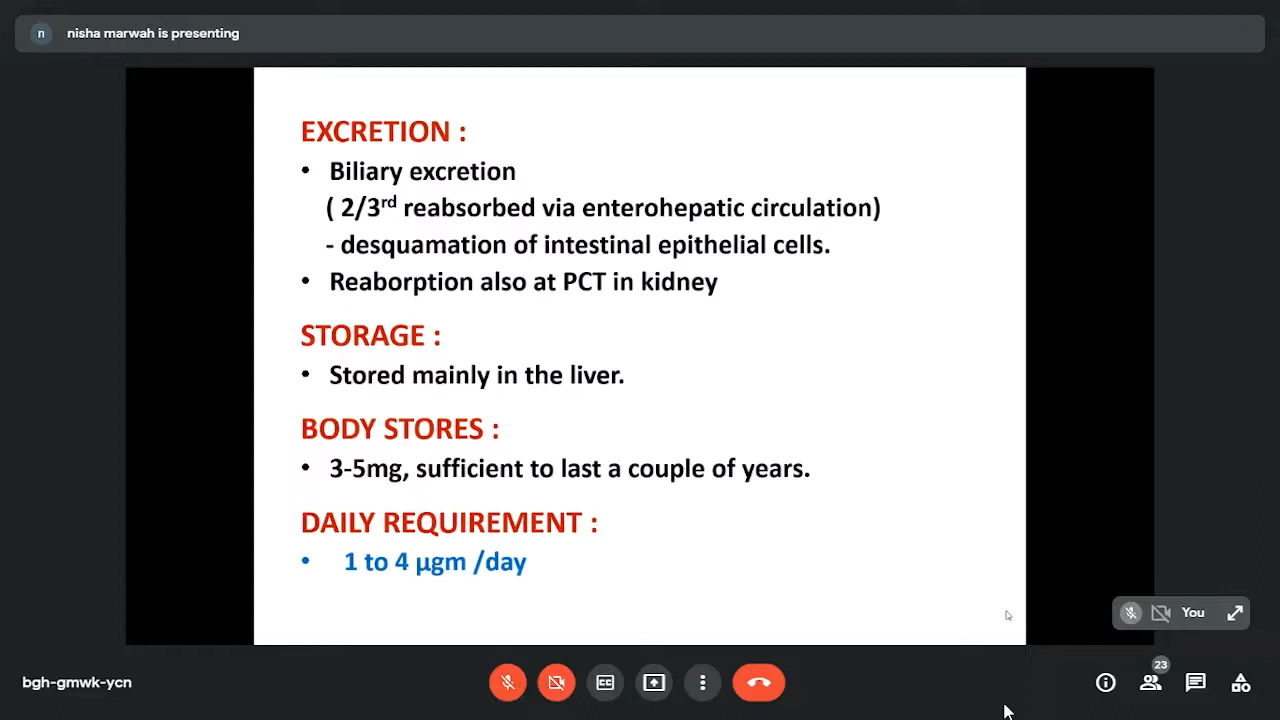 n nisha marwah is presenting
EXCRETION :
• Biliary excretion
( 2/3rd reabsorbed via enterohepatic circulation)
- desquamation of intestinal epithelial cells.
• Reaborption also at PCT in kidney
STORAGE :
• Stored mainly in the liver.
BODY STORES :
• 3-5mg, sufficient to last a couple of years.
DAILY REQUIREMENT :
• 1 to 4 µgm /day
You
23
bgh-gmwk-ycn
CC